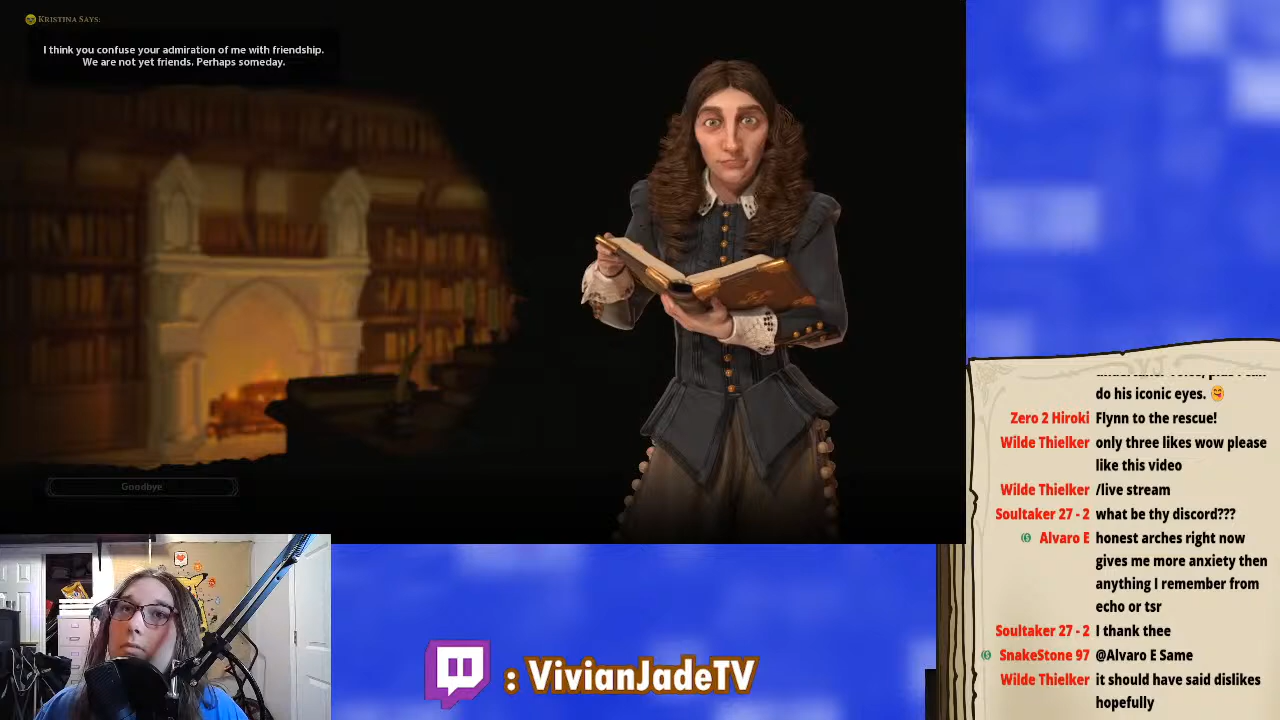 KRISTINA SAYS:
I think you confuse your admiration of me with friendship.
We are not yet friends. Perhaps someday.
Goodbye
do his iconic eyes.
Zero 2 Hiroki Flynn to the rescue!
Wilde Thielker only three likes wow please
like this video
Wilde Thielker /live stream
Soultaker 27 - 2 what be thy discord???
Alvaro E honest arches right now
gives me more anxiety then
anything I remember from
echo or tsr
Soultaker 27 - 2 I thank thee
SnakeStone 97 @Alvaro E Same
Wilde Thielker it should have said dislikes
hopefully
: VivianJadeTV